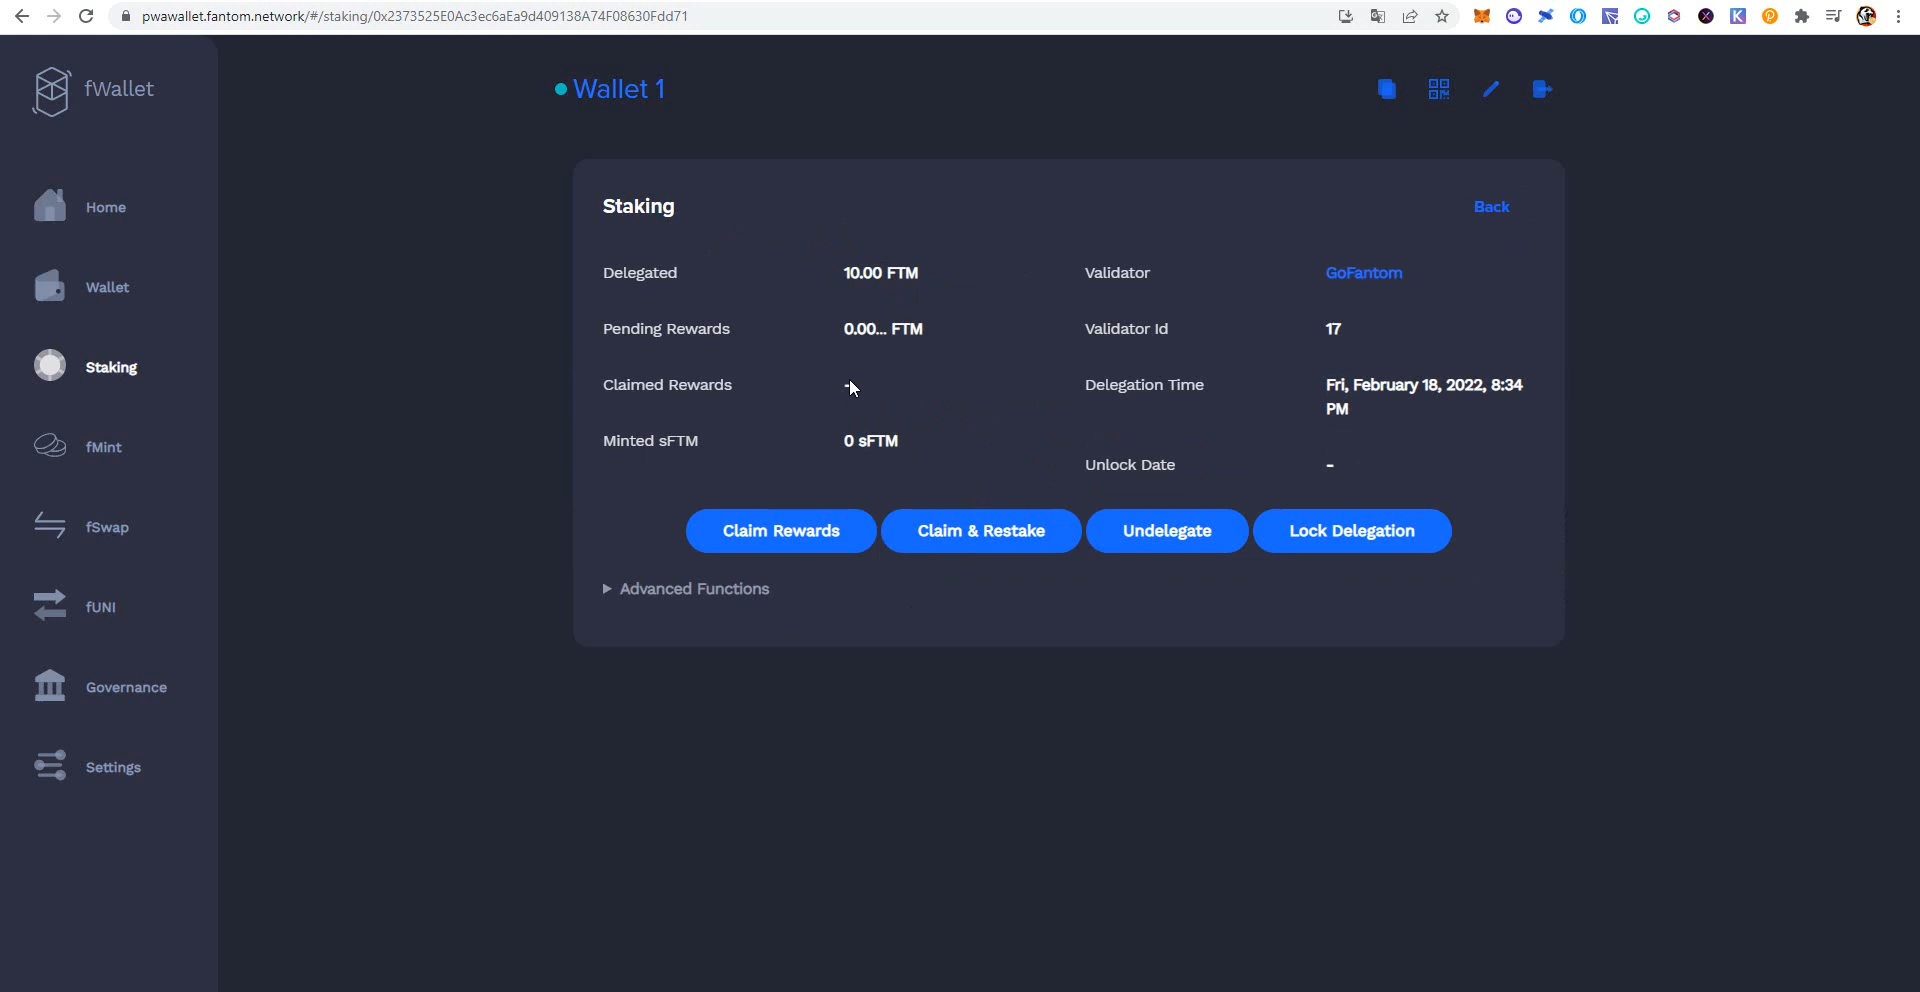 pwawallet.fantom.network/#/staking/0x2373525E0Ac3ec6aEa9d409138A74F08630Fdd71
fWallet
Wallet 1
Home
Wallet
Staking
fMint
fSwap
fUNI
Governance
Settings
Staking
Back
Delegated 10.00 FTM
Validator GoFantom
Pending Rewards 0.00... FTM
Validator Id 17
Claimed Rewards -
Delegation Time Fri, February 18, 2022, 8:34
PM
Minted sFTM 0 sFTM
Unlock Date -
Claim Rewards
Claim & Restake
Undelegate
Lock Delegation
Advanced Functions